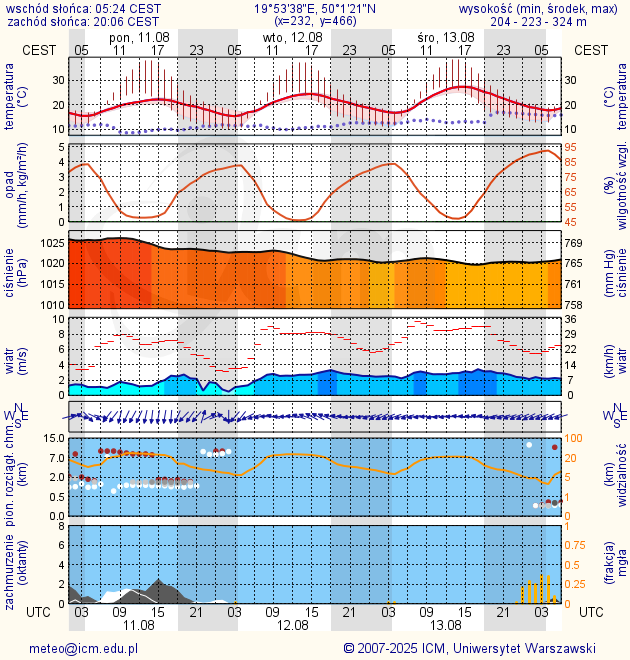 wschód słońca: 05:24 CEST 19°53'38"E, 50°1'21"N wysokość (min, środek, max)
zachód słońca: 20:06 CEST (x=232, y=466) 204 - 223 - 324 m
pon, 11.08 wto, 12.08 śro, 13.08
CEST 05 11 17 23 05 11 17 23 05 11 17 23 05 CEST
temperatura (°C) 30 20 10 30 20 10 temperatura (°C)
opad (mm/h, kg/m²/h) 5 4 3 2 1 0 95 85 75 65 55 45 (%) wilgotność wzgl.
ciśnienie (hPa) 1025 1020 1015 1010 769 765 761 758 (mm Hg) ciśnienie
wiatr (m/s) 10 8 6 4 2 0 36 29 22 14 7 0 (km/h) wiatr
N W E S N W E S
pion. rozciągł. chm. (km) 15.0 7.0 2.0 0.5 0.0 100 20 5 1 0 (km) widzialność
zachmurzenie (oktanty) 8 6 4 2 0 1 0.75 0.5 0.25 0 (frakcja) mgła
UTC 03 09 15 21 03 09 15 21 03 09 15 21 03 UTC
11.08 12.08 13.08
meteo@icm.edu.pl © 2007-2025 ICM, Uniwersytet Warszawski